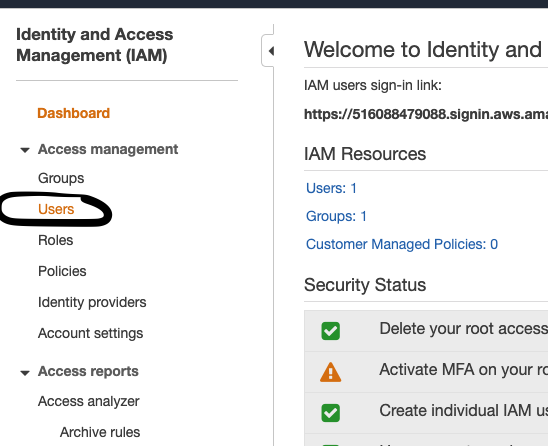 Identity and Access
Management (IAM)
Dashboard
Access management
Groups
Users
Roles
Policies
Identity providers
Account settings
Access reports
Access analyzer
Archive rules
Welcome to Identity and
IAM users sign-in link:
https://516088479088.signin.aws.ama
IAM Resources
Users: 1
Groups: 1
Customer Managed Policies: 0
Security Status
Delete your root access
Activate MFA on your ro
Create individual IAM us